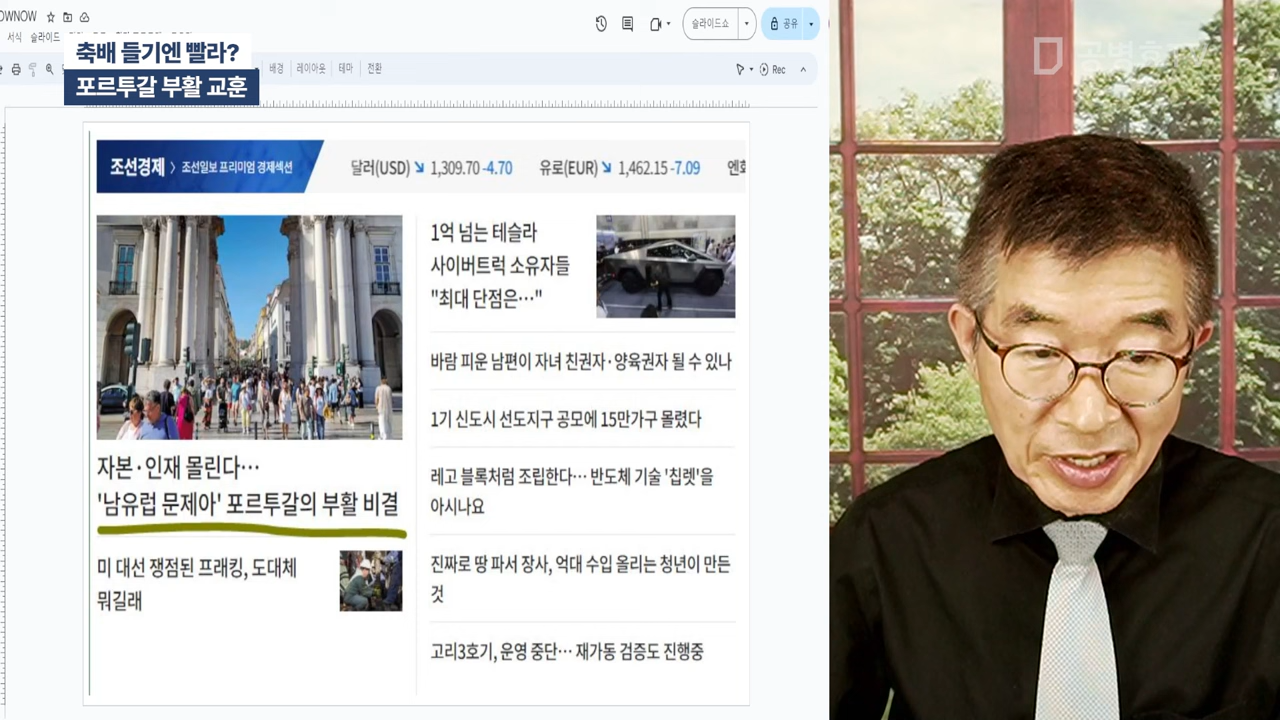 OWNOW
슬라이드쇼
공유
서식 슬라이드
축배 들기엔 빨라?
포르투갈 부활 교훈
배경 레이아웃 테마 전환
Rec
공병호TV
조선경제 〉 조선일보 프리미엄 경제섹션
달러(USD) ↘ 1,309.70 -4.70 유로(EUR) ↘ 1,462.15 -7.09 엔화
자본·인재 몰린다…
'남유럽 문제아' 포르투갈의 부활 비결
미 대선 쟁점된 프래킹, 도대체
뭐길래
1억 넘는 테슬라
사이버트럭 소유자들
"최대 단점은…"
바람 피운 남편이 자녀 친권자·양육권자 될 수 있나
1기 신도시 선도지구 공모에 15만가구 몰렸다
레고 블록처럼 조립한다… 반도체 기술 '칩렛'을
아시나요
진짜로 땅 파서 장사, 억대 수입 올리는 청년이 만든
것
고리3호기, 운영 중단… 재가동 검증도 진행중